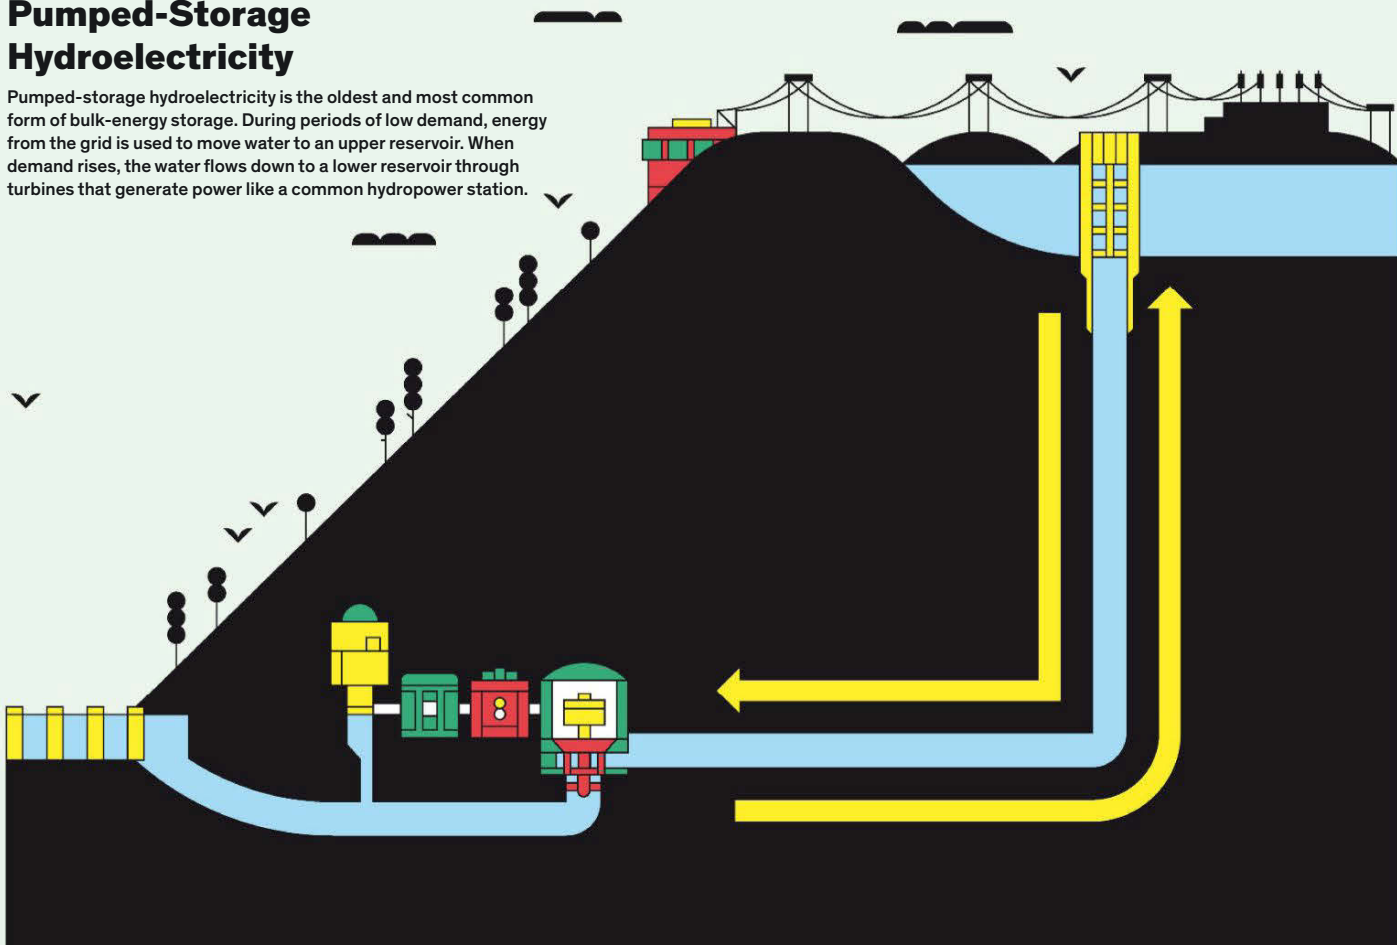 Pumped-Storage
Hydroelectricity
Pumped-storage hydroelectricity is the oldest and most common
form of bulk-energy storage. During periods of low demand, energy
from the grid is used to move water to an upper reservoir. When
demand rises, the water flows down to a lower reservoir through
turbines that generate power like a common hydropower station.